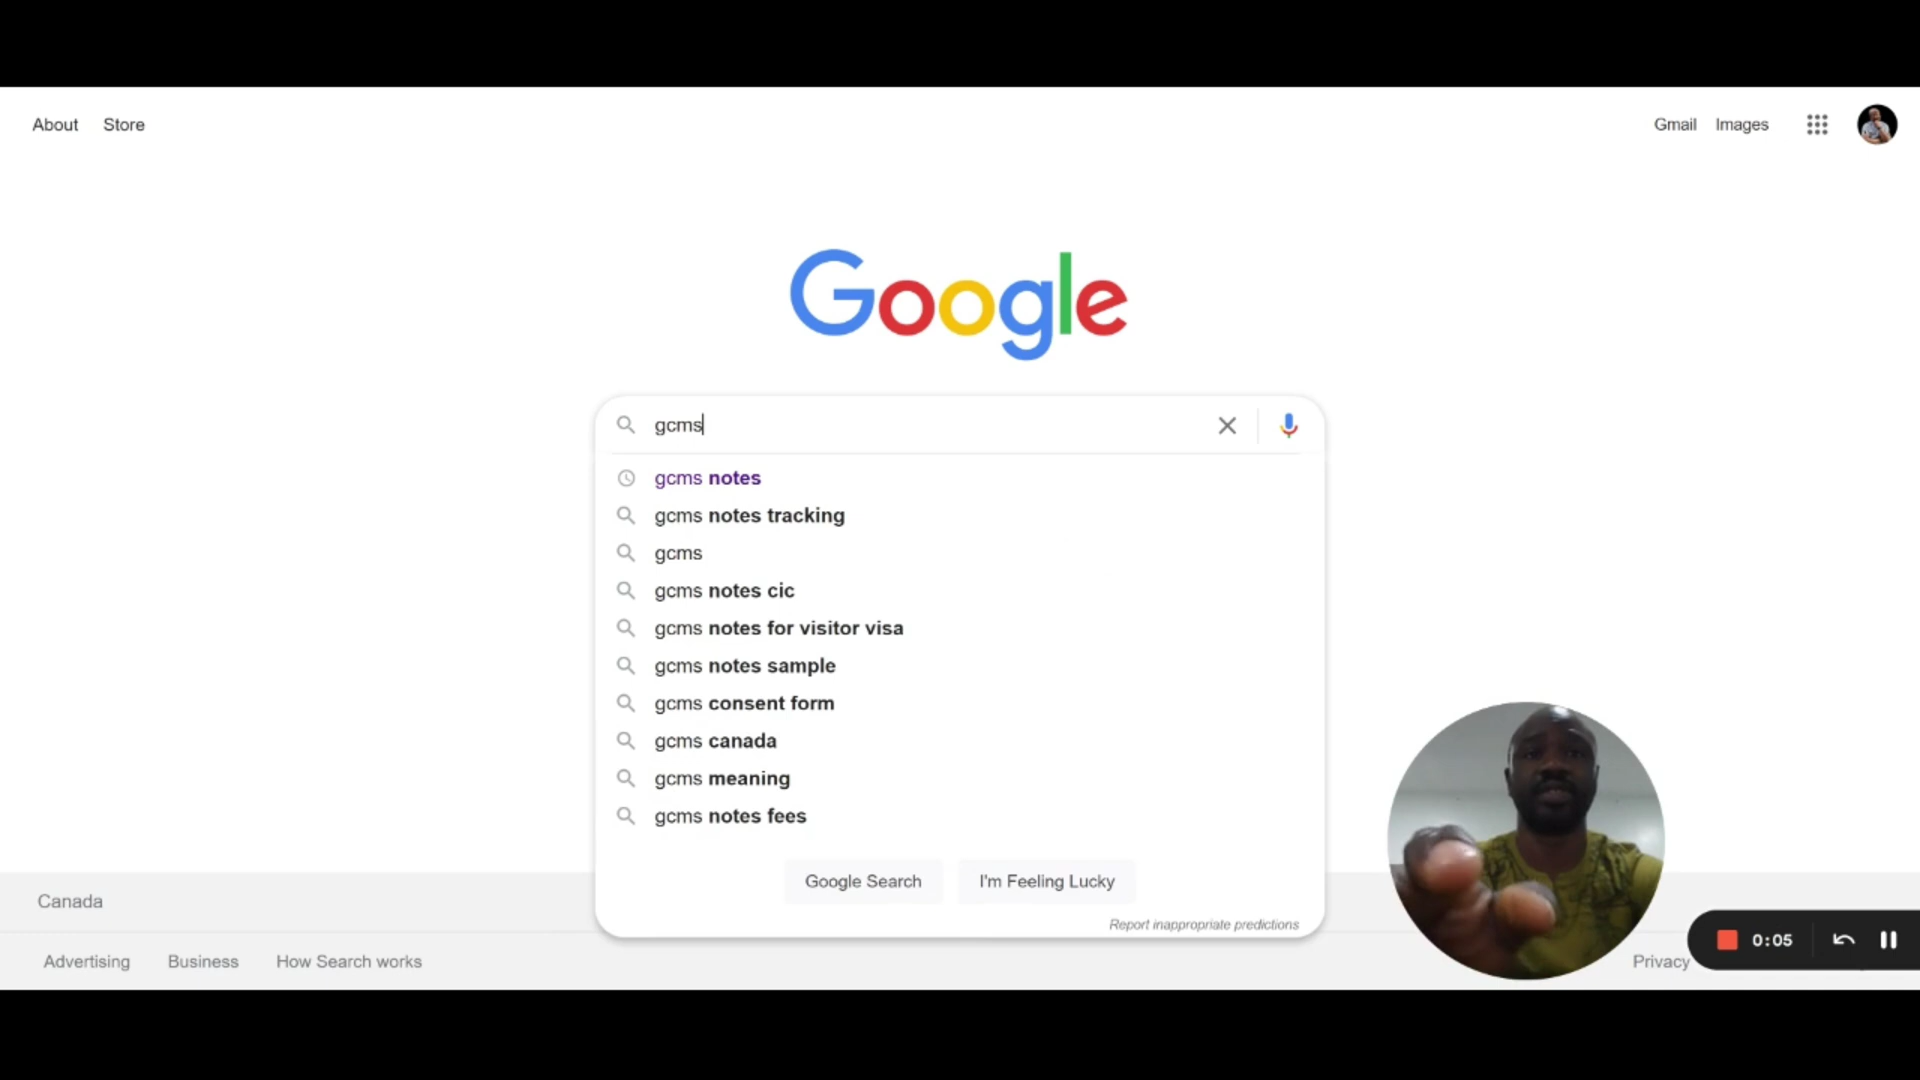 About Store Gmail Images
Google
gcms
gcms notes
gcms notes tracking
gcms
gcms notes cic
gcms notes for visitor visa
gcms notes sample
gcms consent form
gcms canada
gcms meaning
gcms notes fees
Google Search I'm Feeling Lucky
Report inappropriate predictions
Canada
0:05
Advertising Business How Search works Privacy